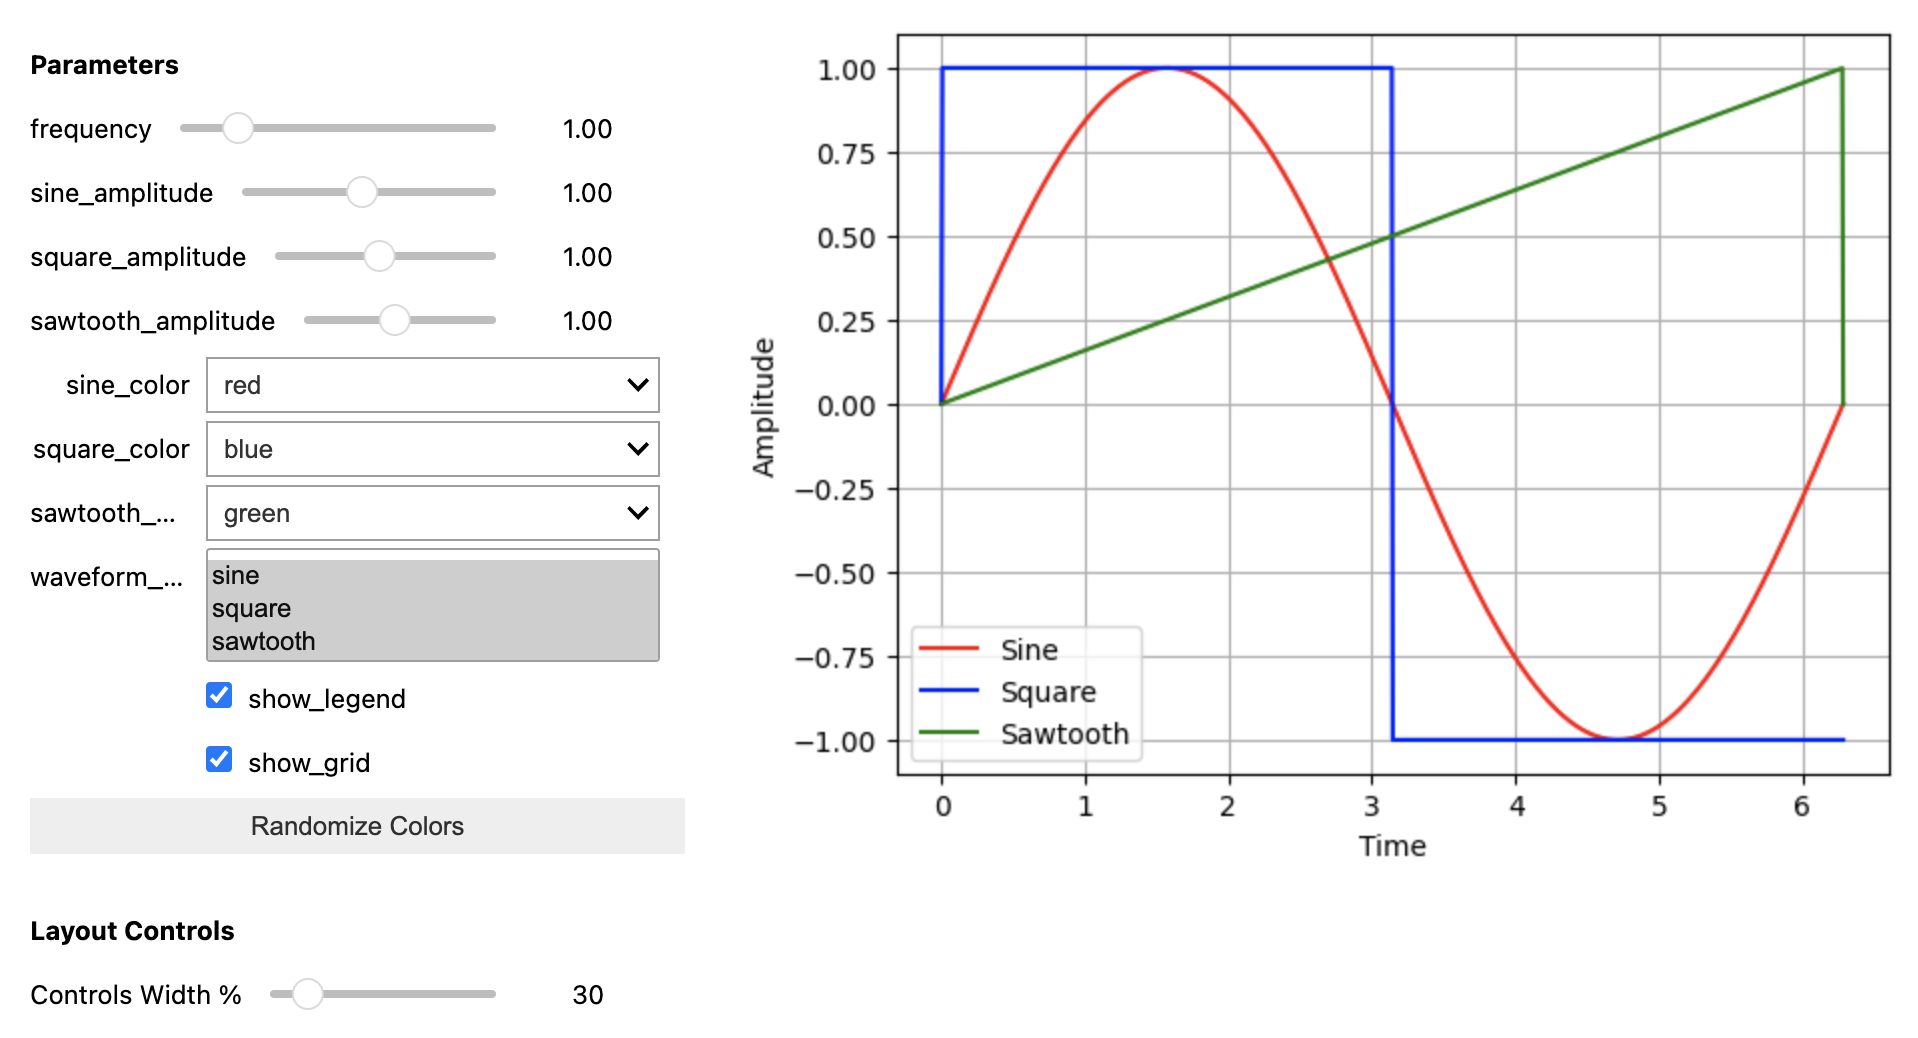 Parameters
frequency 1.00
sine_amplitude 1.00
square_amplitude 1.00
sawtooth_amplitude 1.00
sine_color red
square_color blue
sawtooth_... green
waveform_... sine
square
sawtooth
show_legend
show_grid
Randomize Colors
Layout Controls
Controls Width % 30
1.00
0.75
0.50
0.25
0.00
−0.25
−0.50
−0.75
−1.00
Amplitude
Sine
Square
Sawtooth
0 1 2 3 4 5 6
Time